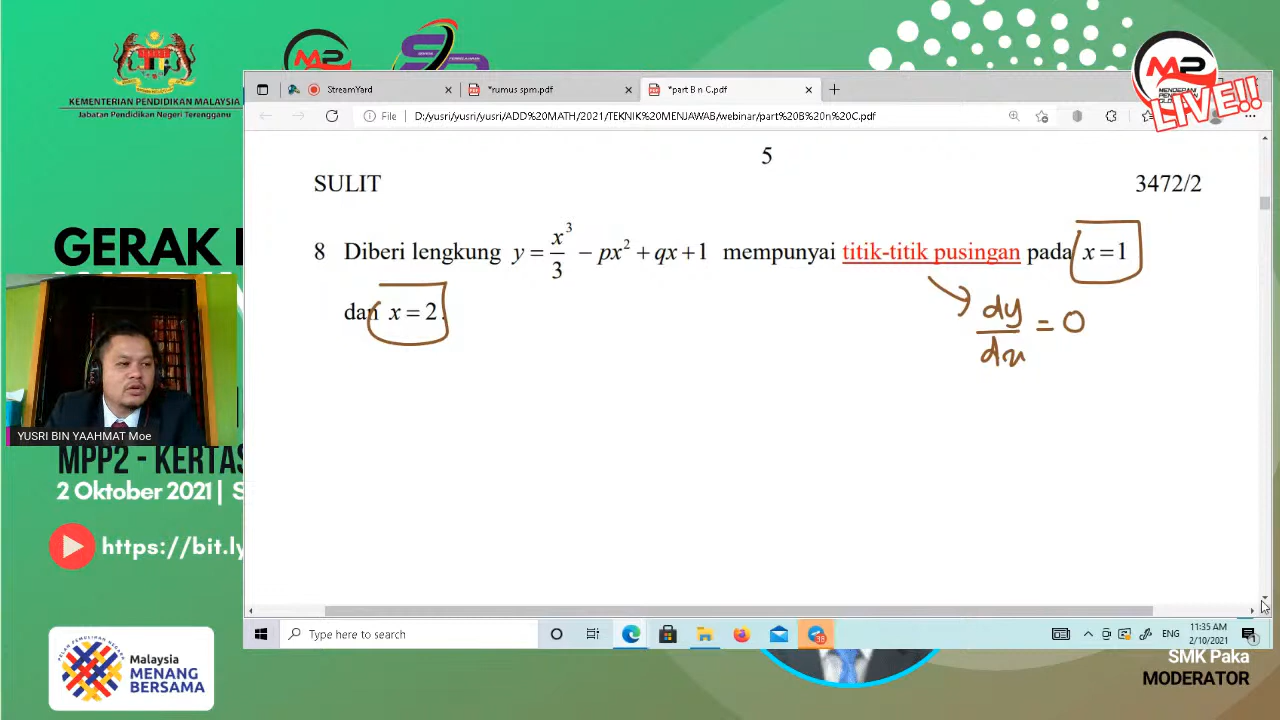 KEMENTERIAN PENDIDIKAN MALAYSIA
Jabatan Pendidikan Negeri Terengganu
MP
MP
LIVE!!
StreamYard
*rumus spm.pdf
*part B n C.pdf
File D:/yusri/yusri/yusri/ADD%20MATH/2021/TEKNIK%20MENJAWAB/webinar/part%20B%20n%20C.pdf
5
SULIT 3472/2
8 Diberi lengkung y = x³/3 − px² + qx + 1 mempunyai titik-titik pusingan pada x = 1
dan x = 2.
dy/dx = 0
GERAK
YUSRI BIN YAAHMAT Moe
MPP2 - KERTAS
2 Oktober 2021| S
https://bit.ly
Type here to search
38
ENG
11:35 AM
2/10/2021
Malaysia
MENANG
BERSAMA
SMK Paka
MODERATOR